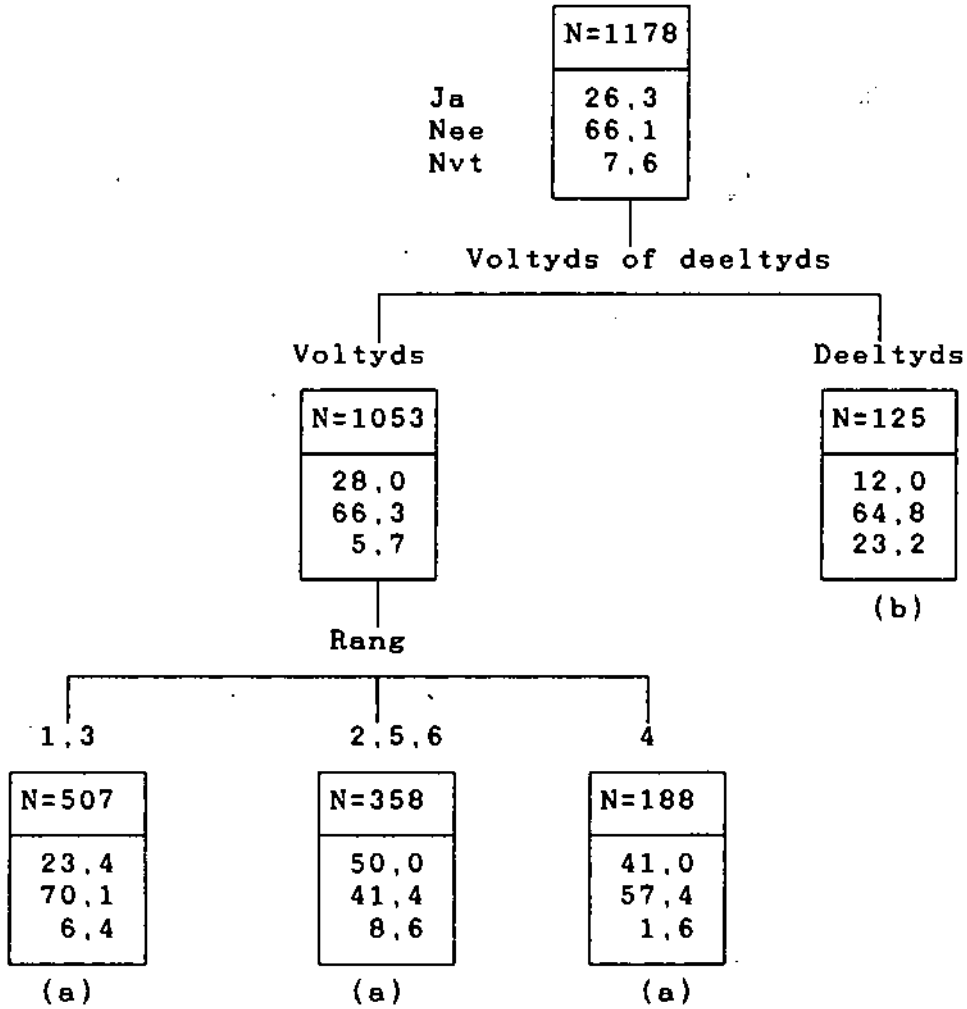 N=1178
Ja 26,3
Nee 66,1
Nvt 7,6
Voltyds of deeltyds
Voltyds Deeltyds
N=1053 N=125
28,0 12,0
66,3 64,8
5,7 23,2
(b)
Rang
1,3 2,5,6 4
N=507 N=358 N=188
23,4 50,0 41,0
70,1 41,4 57,4
6,4 8,6 1,6
(a) (a) (a)